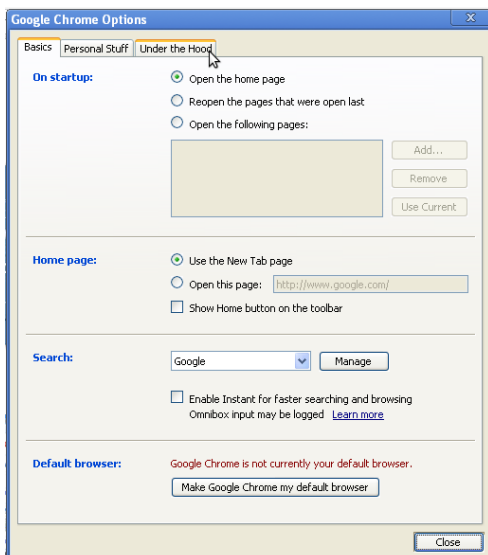 Google Chrome Options
X
Basics Personal Stuff Under the Hood
On startup: Open the home page
Reopen the pages that were open last
Open the following pages:
Add...
Remove
Use Current
Home page: Use the New Tab page
Open this page: http://www.google.com/
Show Home button on the toolbar
Search: Google Manage
Enable Instant for faster searching and browsing
Omnibox input may be logged Learn more
Default browser: Google Chrome is not currently your default browser.
Make Google Chrome my default browser
Close